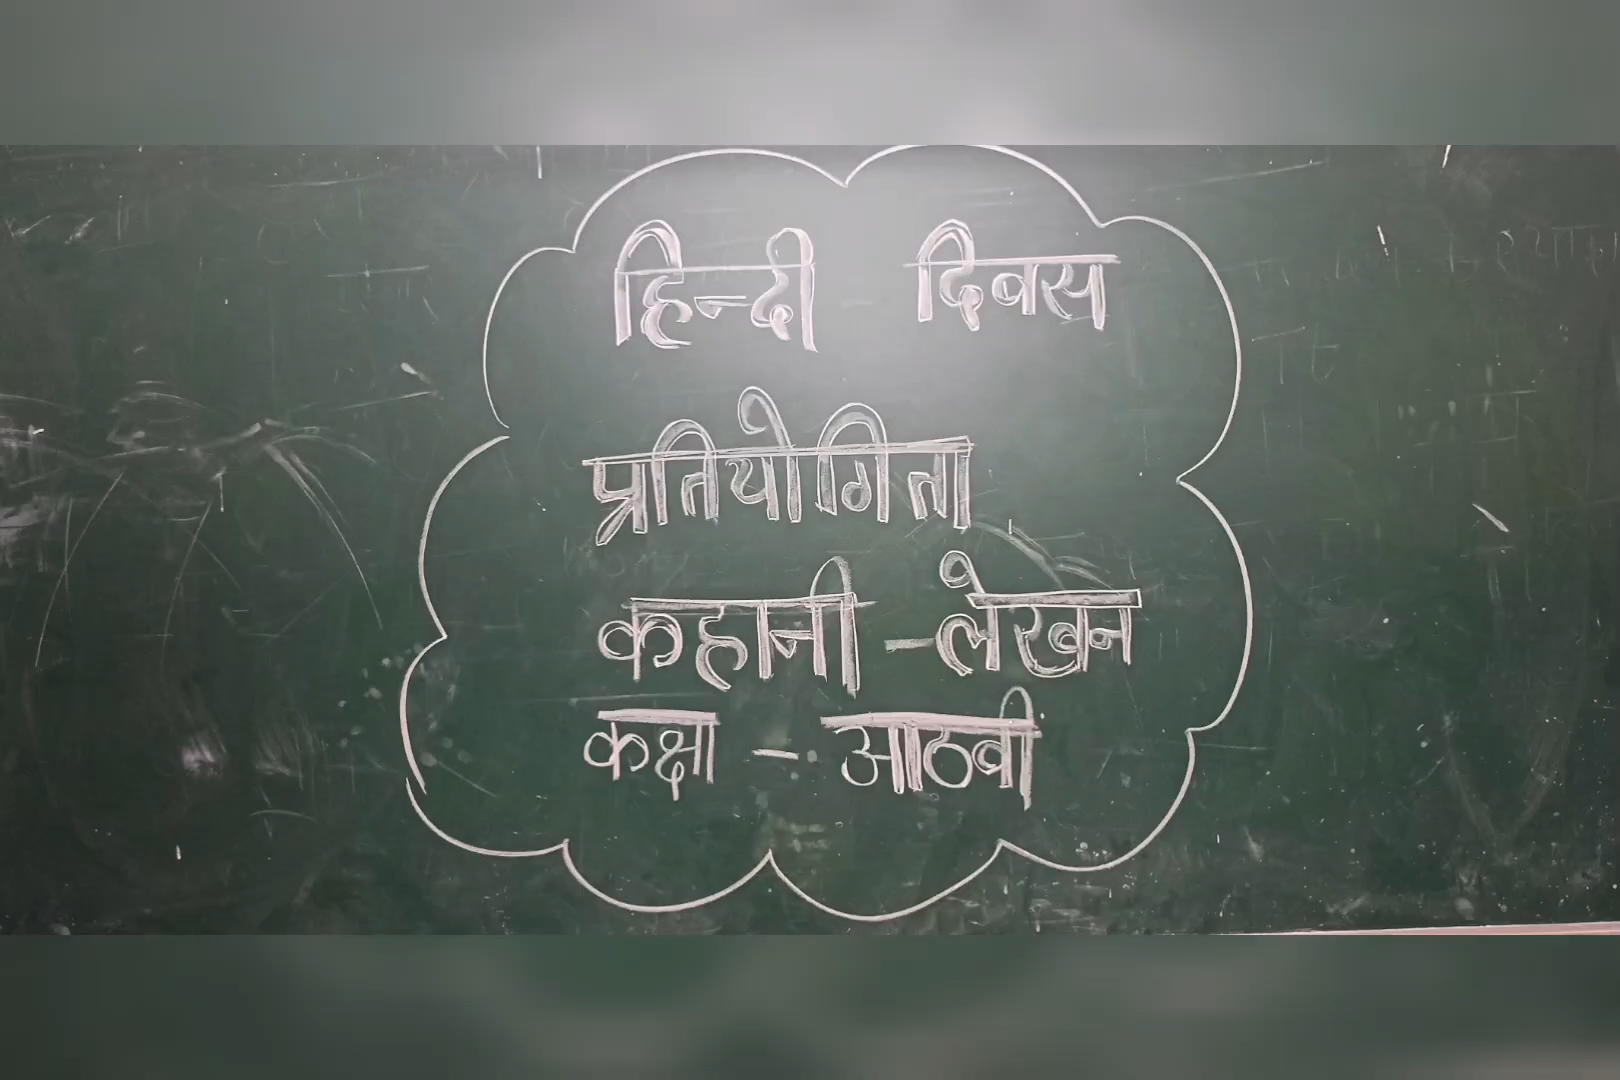 हिन्दी दिवस
प्रतियोगिता
कहानी - लेखन
कक्षा - आठवी